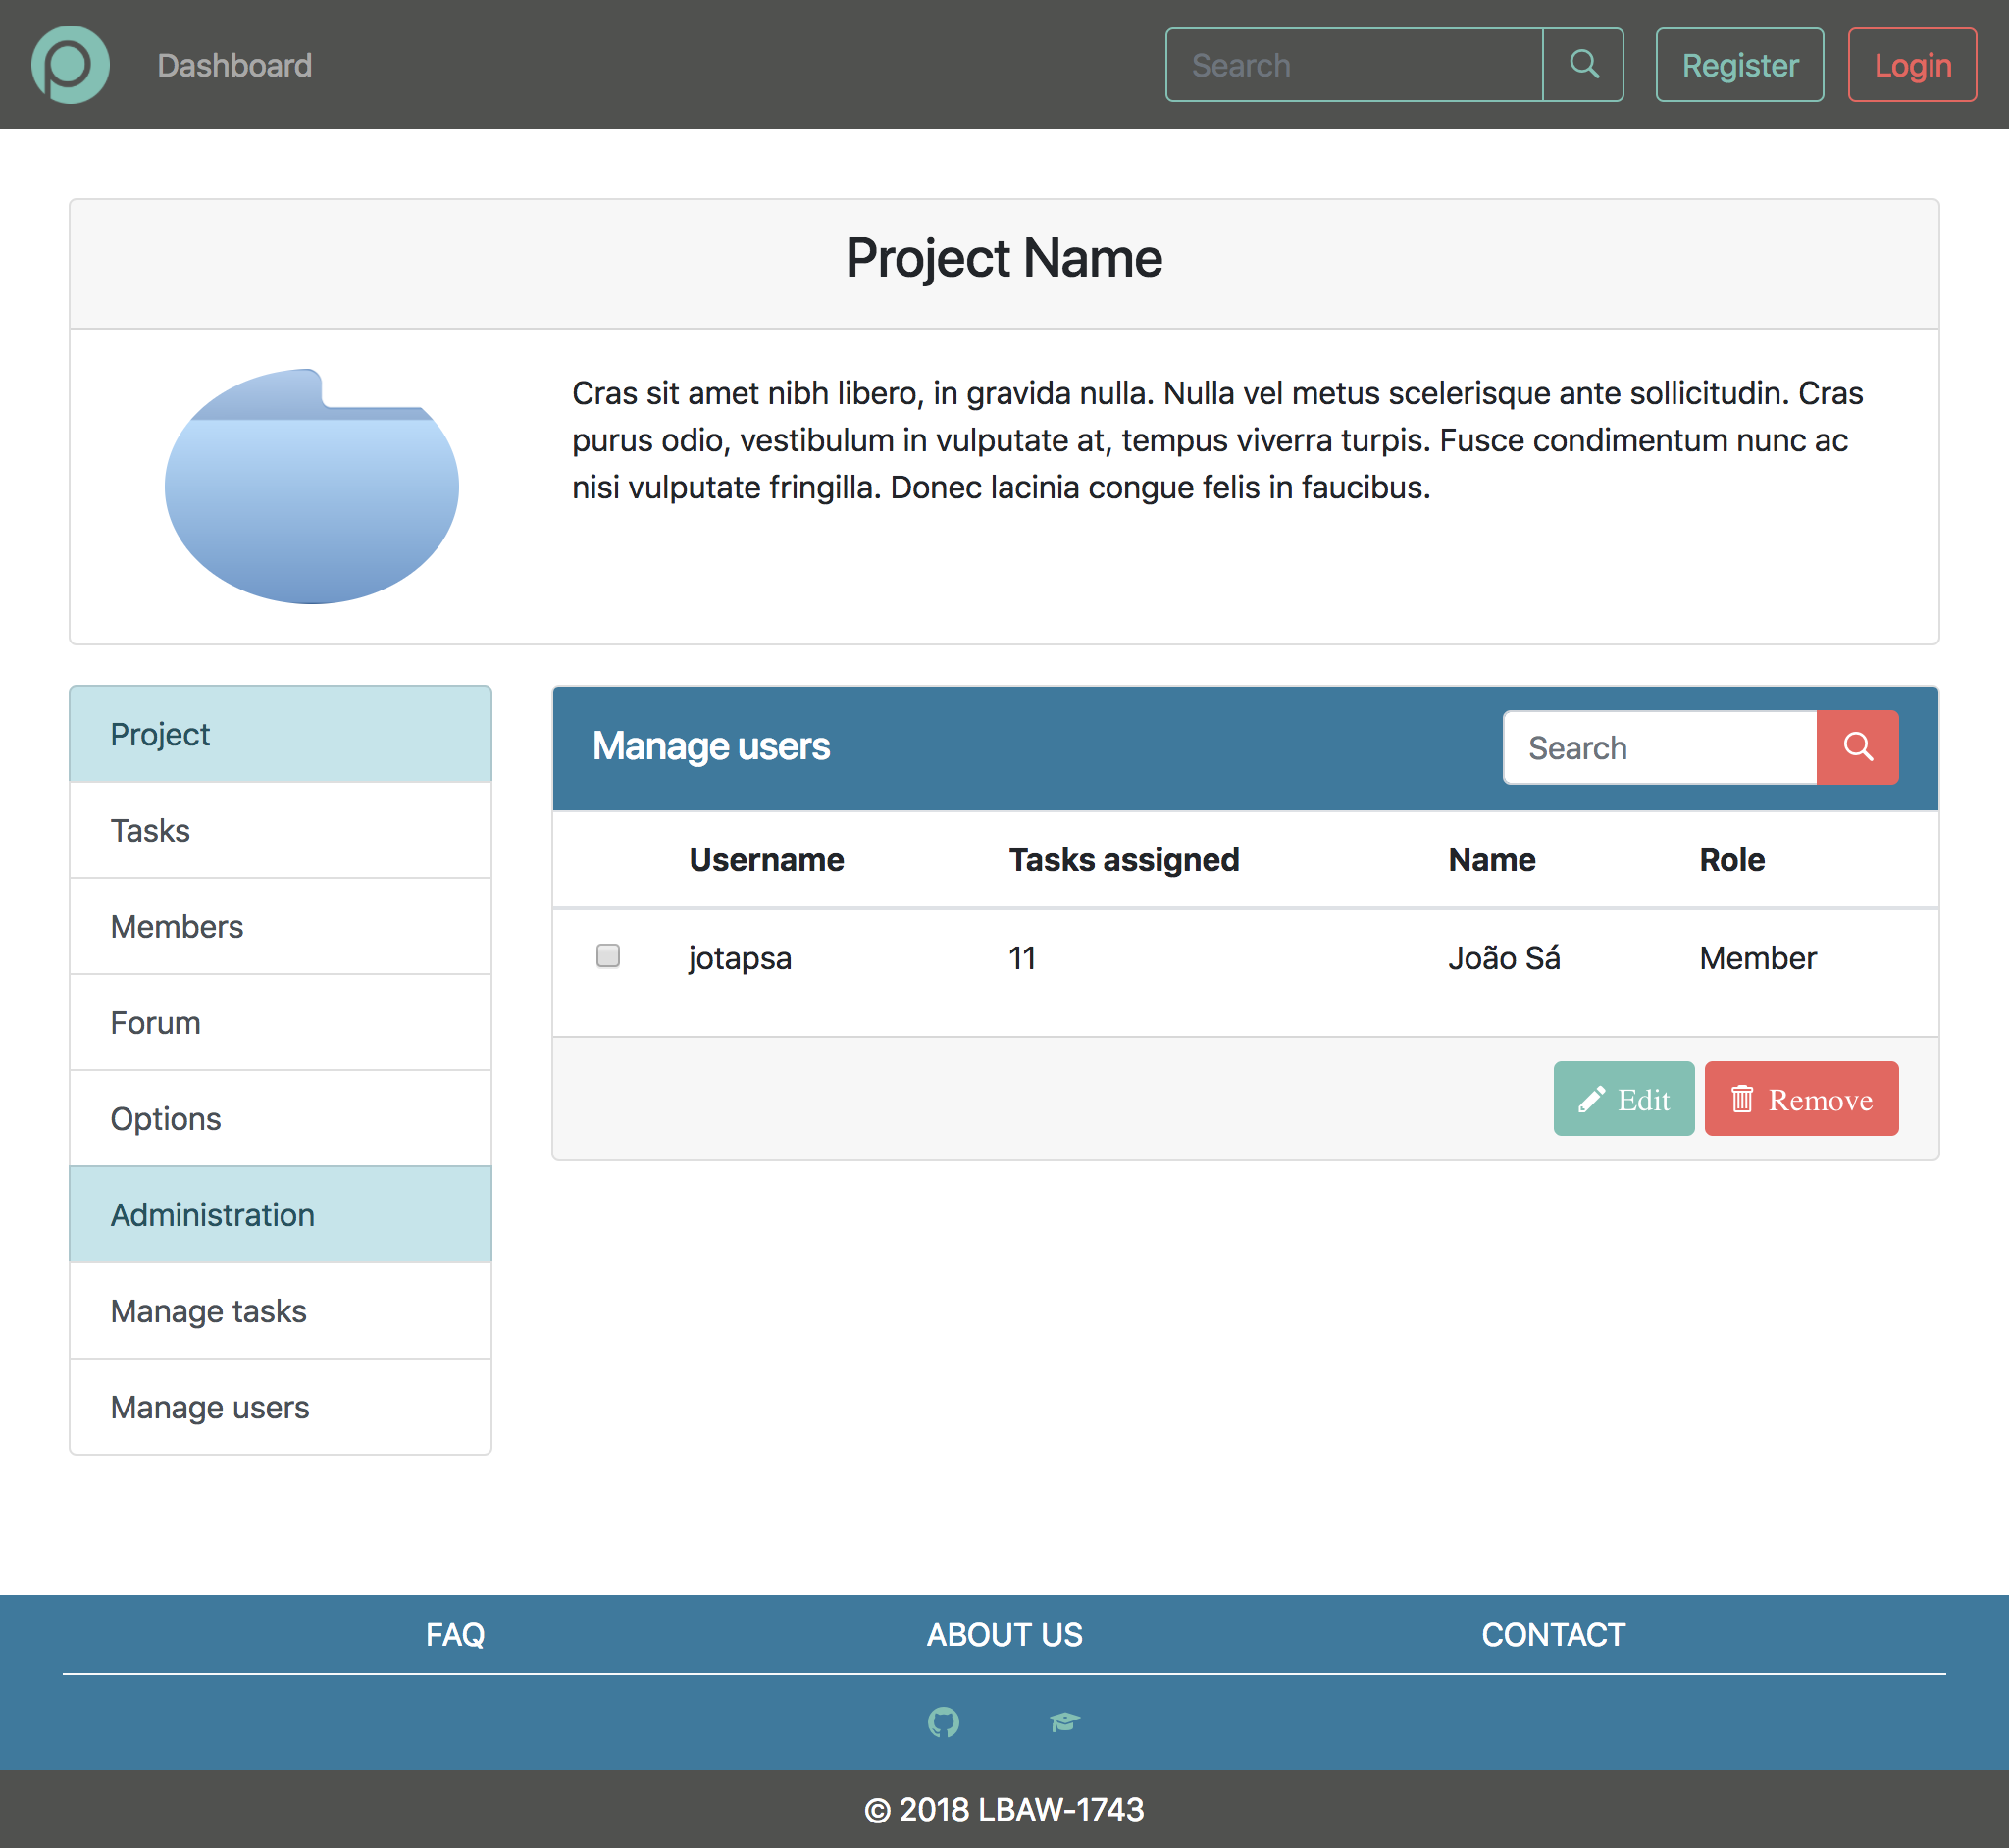 Dashboard
Search
Register
Login
Project Name
Cras sit amet nibh libero, in gravida nulla. Nulla vel metus scelerisque ante sollicitudin. Cras
purus odio, vestibulum in vulputate at, tempus viverra turpis. Fusce condimentum nunc ac
nisi vulputate fringilla. Donec lacinia congue felis in faucibus.
Project
Tasks
Members
Forum
Options
Administration
Manage tasks
Manage users
Manage users
Search
Username Tasks assigned Name Role
jotapsa 11 João Sá Member
Edit
Remove
FAQ
ABOUT US
CONTACT
© 2018 LBAW-1743